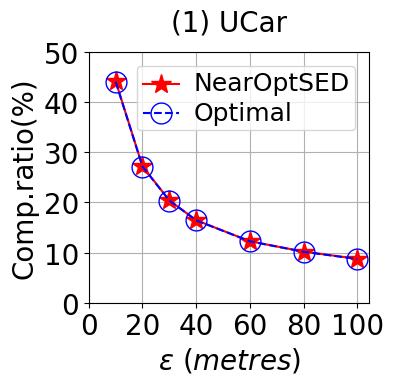 (1) UCar
NearOptSED
Optimal
Comp.ratio(%)
50
40
30
20
10
0
0 20 40 60 80 100
ε (metres)